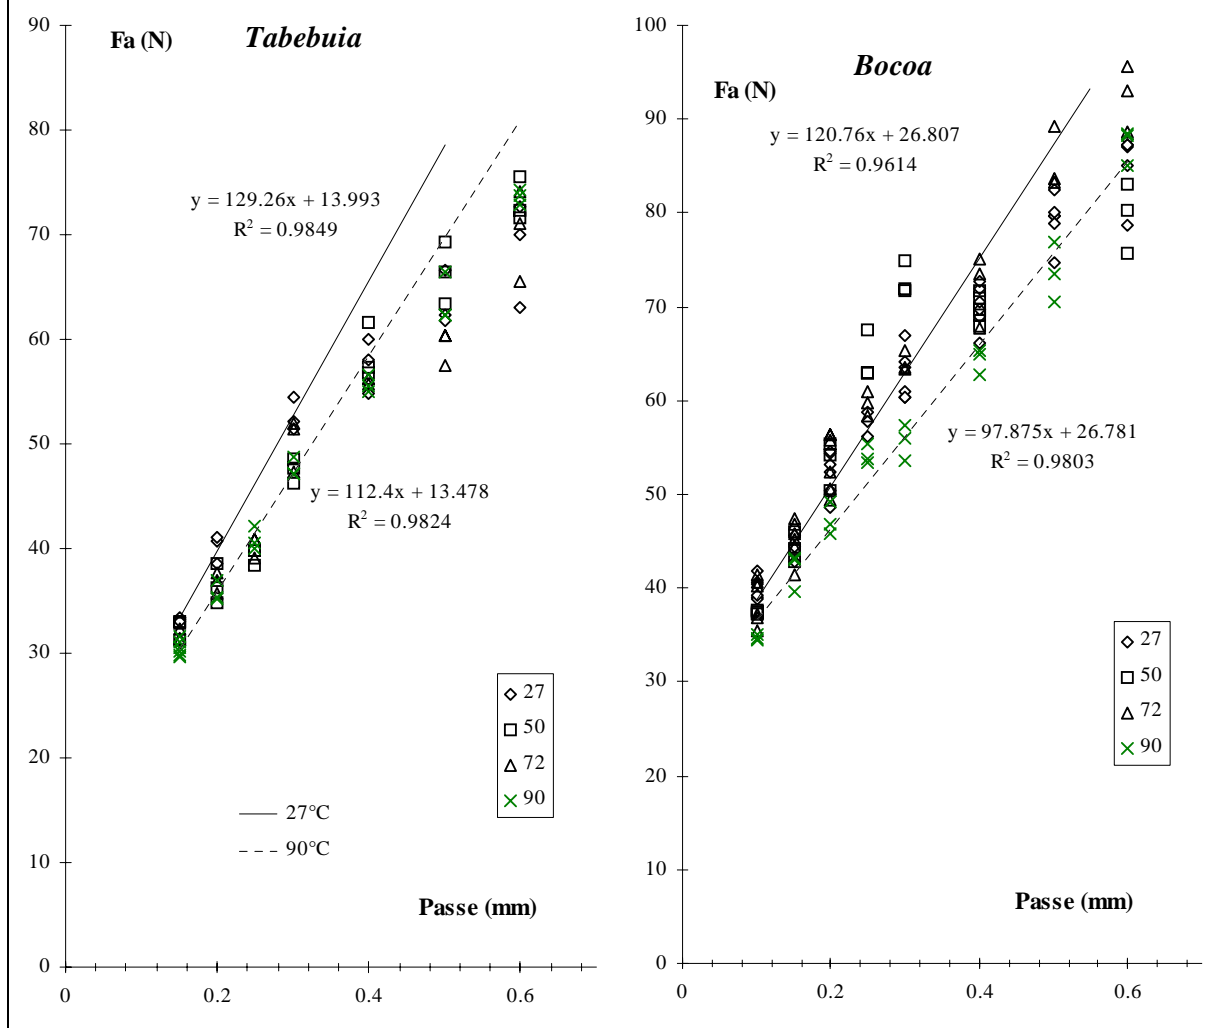 Tabebuia
Fa (N)
90
80
70
60
50
40
30
20
10
0
y = 129.26x + 13.993
R² = 0.9849
y = 112.4x + 13.478
R² = 0.9824
27
50
72
90
27°C
90°C
Passe (mm)
0
0.2
0.4
0.6
Bocoa
Fa (N)
100
90
80
70
60
50
40
30
20
10
0
y = 120.76x + 26.807
R² = 0.9614
y = 97.875x + 26.781
R² = 0.9803
27
50
72
90
Passe (mm)
0
0.2
0.4
0.6